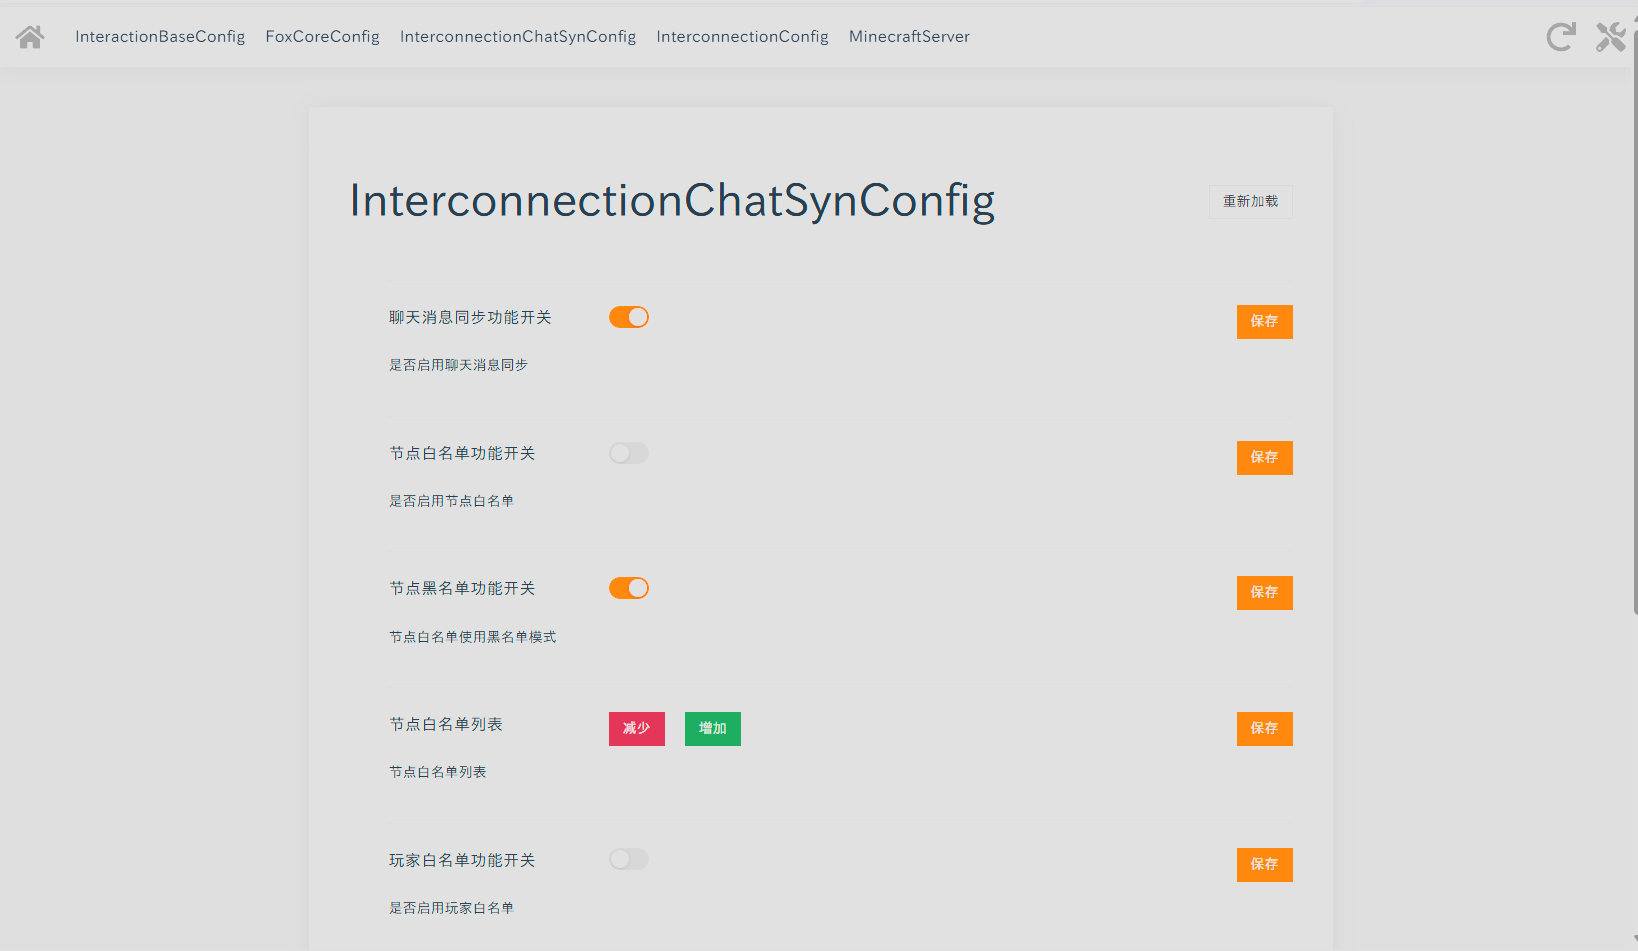 InteractionBaseConfig FoxCoreConfig InterconnectionChatSynConfig InterconnectionConfig MinecraftServer
InterconnectionChatSynConfig 重新加载
聊天消息同步功能开关 保存
是否启用聊天消息同步
节点白名单功能开关 保存
是否启用节点白名单
节点黑名单功能开关 保存
节点白名单使用黑名单模式
节点白名单列表 减少 增加 保存
节点白名单列表
玩家白名单功能开关 保存
是否启用玩家白名单